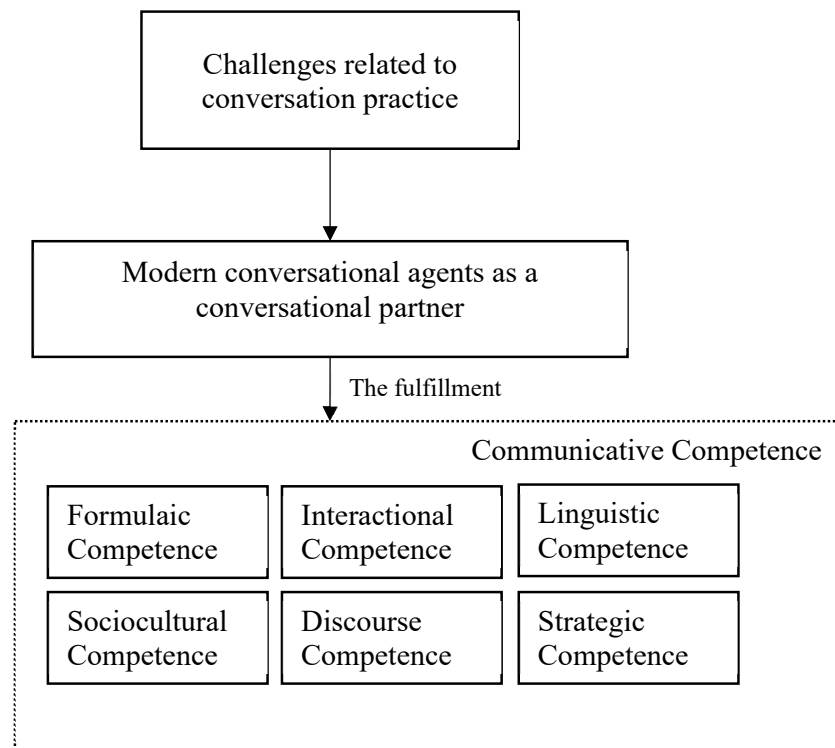 Challenges related to
conversation practice
Modern conversational agents as a
conversational partner
The fulfillment
Communicative Competence
Formulaic
Competence
Interactional
Competence
Linguistic
Competence
Sociocultural
Competence
Discourse
Competence
Strategic
Competence